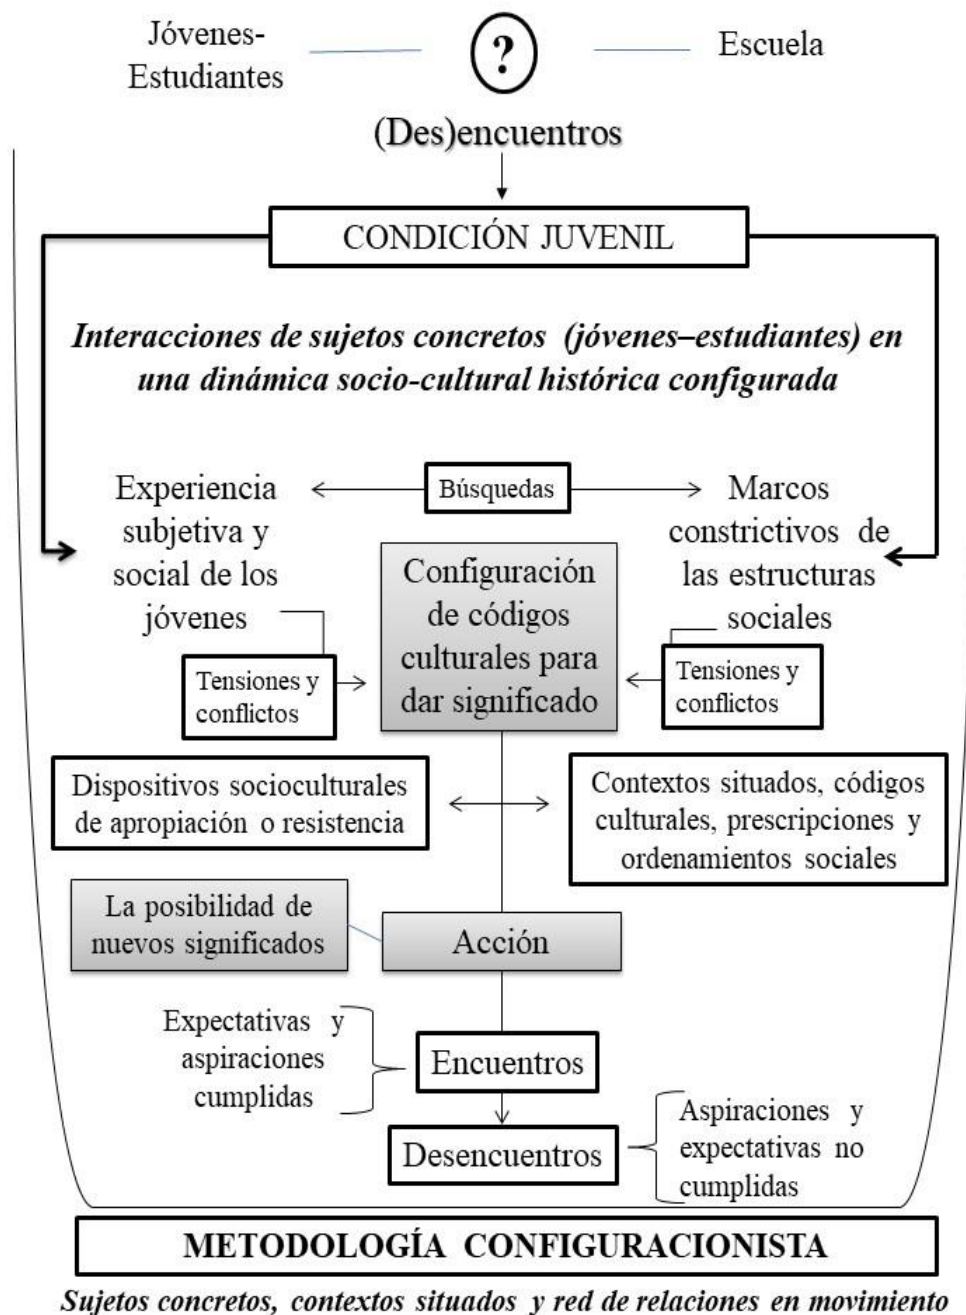 Jóvenes-
Estudiantes
?
Escuela
(Des)encuentros
CONDICIÓN JUVENIL
Interacciones de sujetos concretos (jóvenes–estudiantes) en
una dinámica socio-cultural histórica configurada
Experiencia
subjetiva y
social de los
jóvenes
Búsquedas
Marcos
constrictivos de
las estructuras
sociales
Configuración
de códigos
culturales para
dar significado
Tensiones y
conflictos
Tensiones y
conflictos
Dispositivos socioculturales
de apropiación o resistencia
Contextos situados, códigos
culturales, prescripciones y
ordenamientos sociales
La posibilidad de
nuevos significados
Acción
Expectativas y
aspiraciones
cumplidas
Encuentros
Desencuentros
Aspiraciones y
expectativas no
cumplidas
METODOLOGÍA CONFIGURACIONISTA
Sujetos concretos, contextos situados y red de relaciones en movimiento